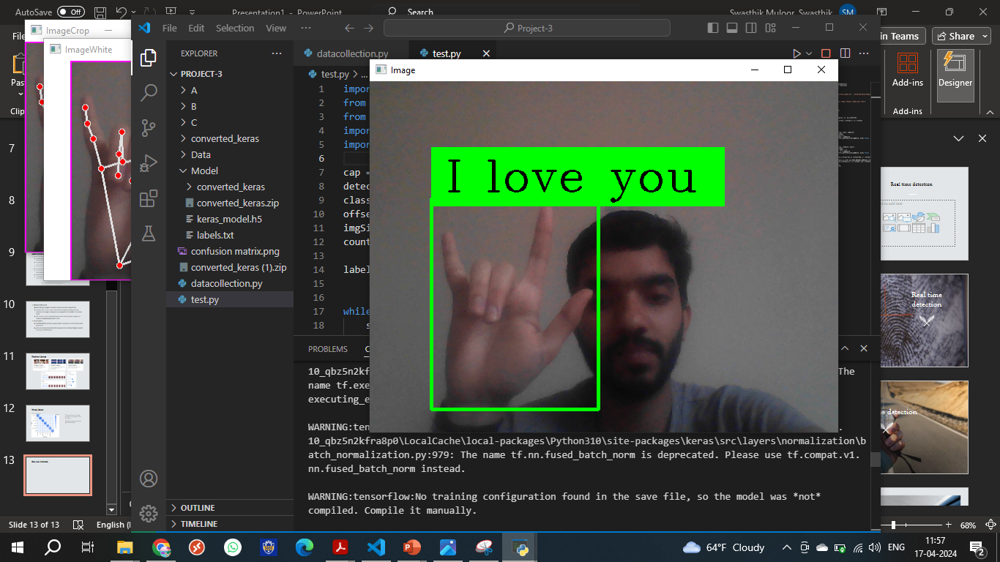 AutoSave Off
Presentation1 - PowerPoint
Search
Swasthik Muloor, Swasthik SM
ImageCrop
ImageWhite
File Edit Selection View
Project-3
in Teams
Share
Add-ins
Designer
Add-ins
EXPLORER
PROJECT-3
A
B
C
converted_keras
Data
Model
converted_keras
converted_keras.zip
keras_model.h5
labels.txt
confusion matrix.png
converted_keras (1).zip
datacollection.py
test.py
OUTLINE
TIMELINE
datacollection.py
test.py
test.py > ...
1 impor
2 from
3 from
4 impor
5 impor
6
7 cap =
8 detec
9 class
10 offse
11 imgSi
12 count
13
14 label
15
16
17 while
18 s
Image
I love you
PROBLEMS
10_qbz5n2kf
The
name tf.exe
executing_e
WARNING:ten
10_qbz5n2kfra8p0\LocalCache\local-packages\Python310\site-packages\keras\src\layers\normalization\b
atch_normalization.py:979: The name tf.nn.fused_batch_norm is deprecated. Please use tf.compat.v1.
nn.fused_batch_norm instead.
WARNING:tensorflow:No training configuration found in the save file, so the model was *not*
compiled. Compile it manually.
7
8
9
10
11
12
13
Real time detection
Real time
detection
e detection
Slide 13 of 13
English (
68%
64°F Cloudy
ENG
11:57
17-04-2024
2